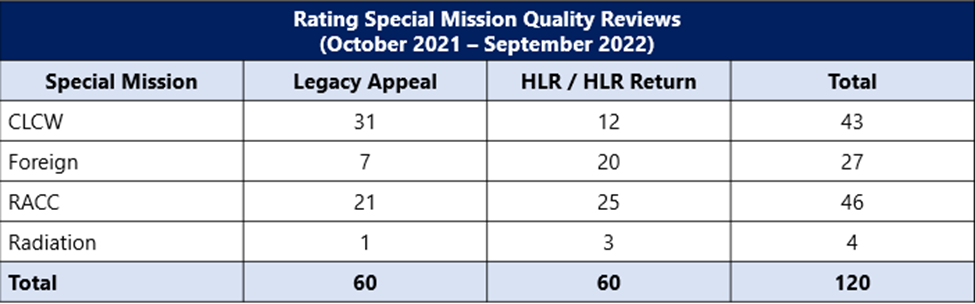 Rating Special Mission Quality Reviews
(October 2021 – September 2022)
Special Mission Legacy Appeal HLR / HLR Return Total
CLCW 31 12 43
Foreign 7 20 27
RACC 21 25 46
Radiation 1 3 4
Total 60 60 120